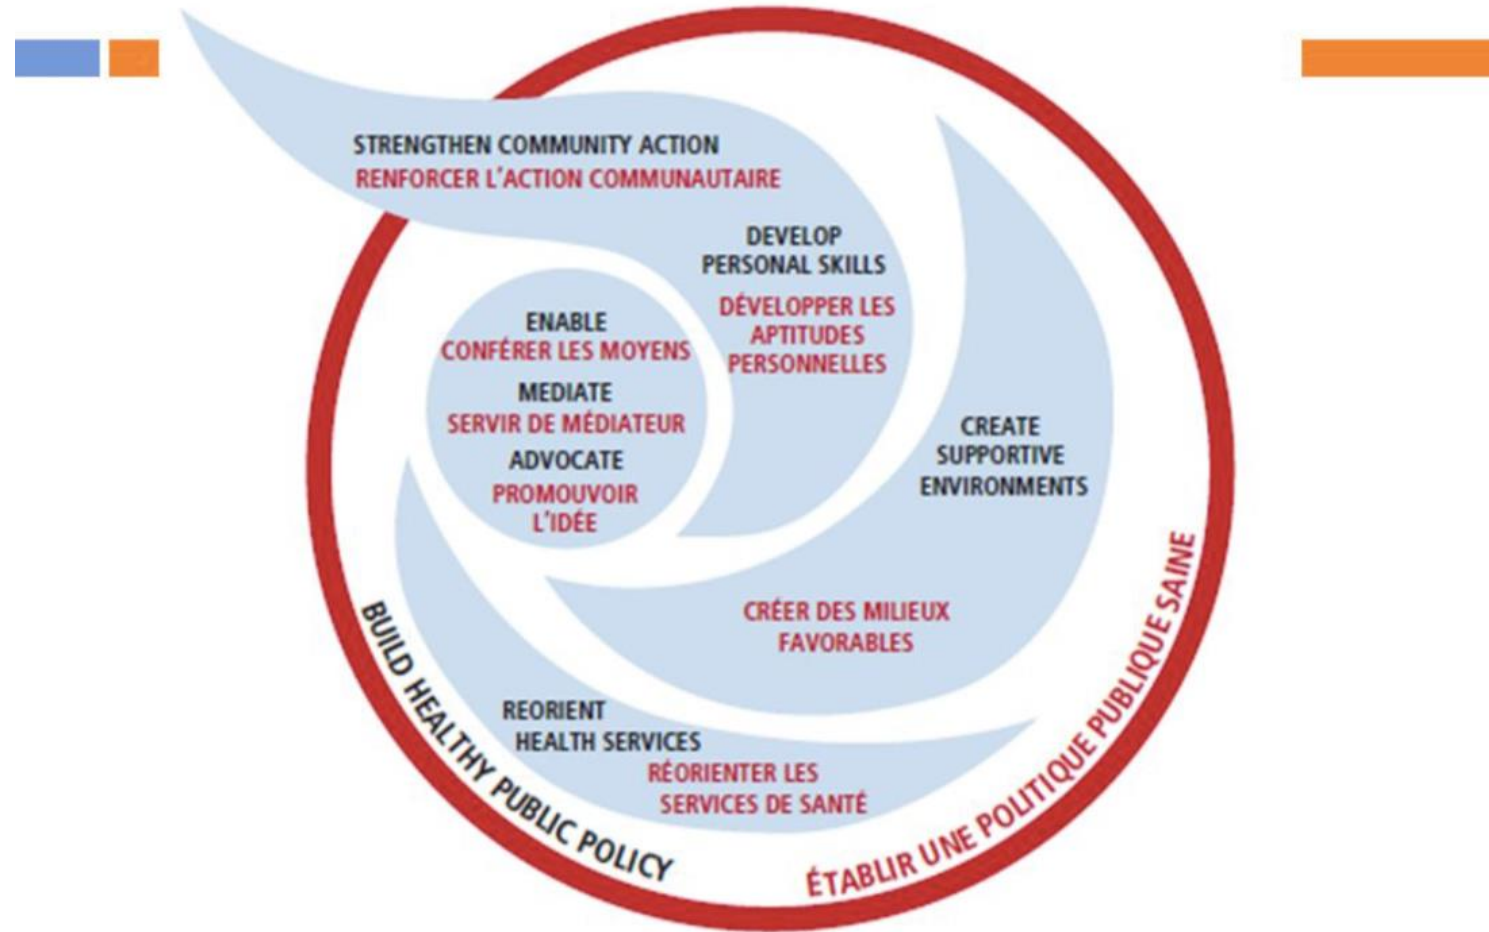 STRENGTHEN COMMUNITY ACTION
RENFORCER L'ACTION COMMUNAUTAIRE
DEVELOP
PERSONAL SKILLS
DÉVELOPPER LES
APTITUDES
PERSONNELLES
ENABLE
CONFÉRER LES MOYENS
MEDIATE
SERVIR DE MÉDIATEUR
ADVOCATE
PROMOUVOIR
L'IDÉE
CREATE
SUPPORTIVE
ENVIRONMENTS
CRÉER DES MILIEUX
FAVORABLES
REORIENT
HEALTH SERVICES
RÉORIENTER LES
SERVICES DE SANTÉ
BUILD HEALTHY PUBLIC POLICY
ÉTABLIR UNE POLITIQUE PUBLIQUE SAINE